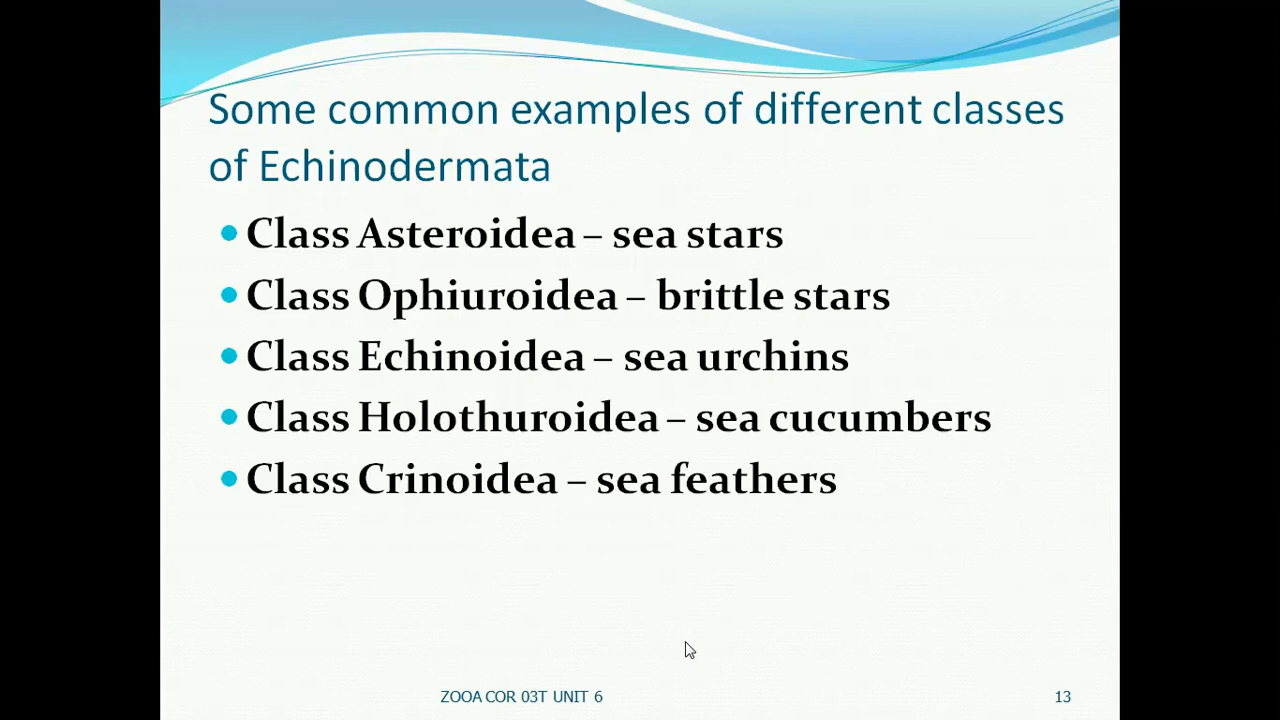 Some common examples of different classes
of Echinodermata
• Class Asteroidea – sea stars
• Class Ophiuroidea – brittle stars
• Class Echinoidea – sea urchins
• Class Holothuroidea – sea cucumbers
• Class Crinoidea – sea feathers
ZOOA COR 03T UNIT 6
13